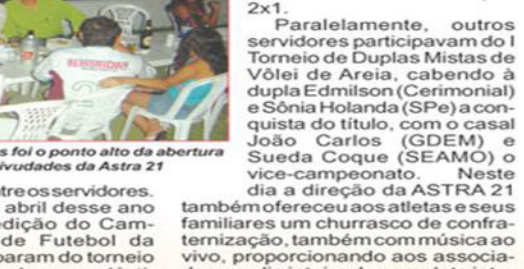 s foi o ponto alto da abertura
ivudades da Astra 21
tre os servidores.
abril desse ano
edição do Cam-
de Futebol da
param do torneio
2x1.
Paralelamente, outros
servidores participavam do I
Torneio de Duplas Mistas de
Vôlei de Areia, cabendo à
dupla Edmilson (Cerimonial)
e Sônia Holanda (SPe) a con-
quista do título, com o casal
João Carlos (GDEM) e
Sueda Coque (SEAMO) o
vice-campeonato. Neste
dia a direção da ASTRA 21
também ofereceu aos atletas e seus
familiares um churrasco de confra-
ternização, também com música ao
vivo, proporcionando aos associa-